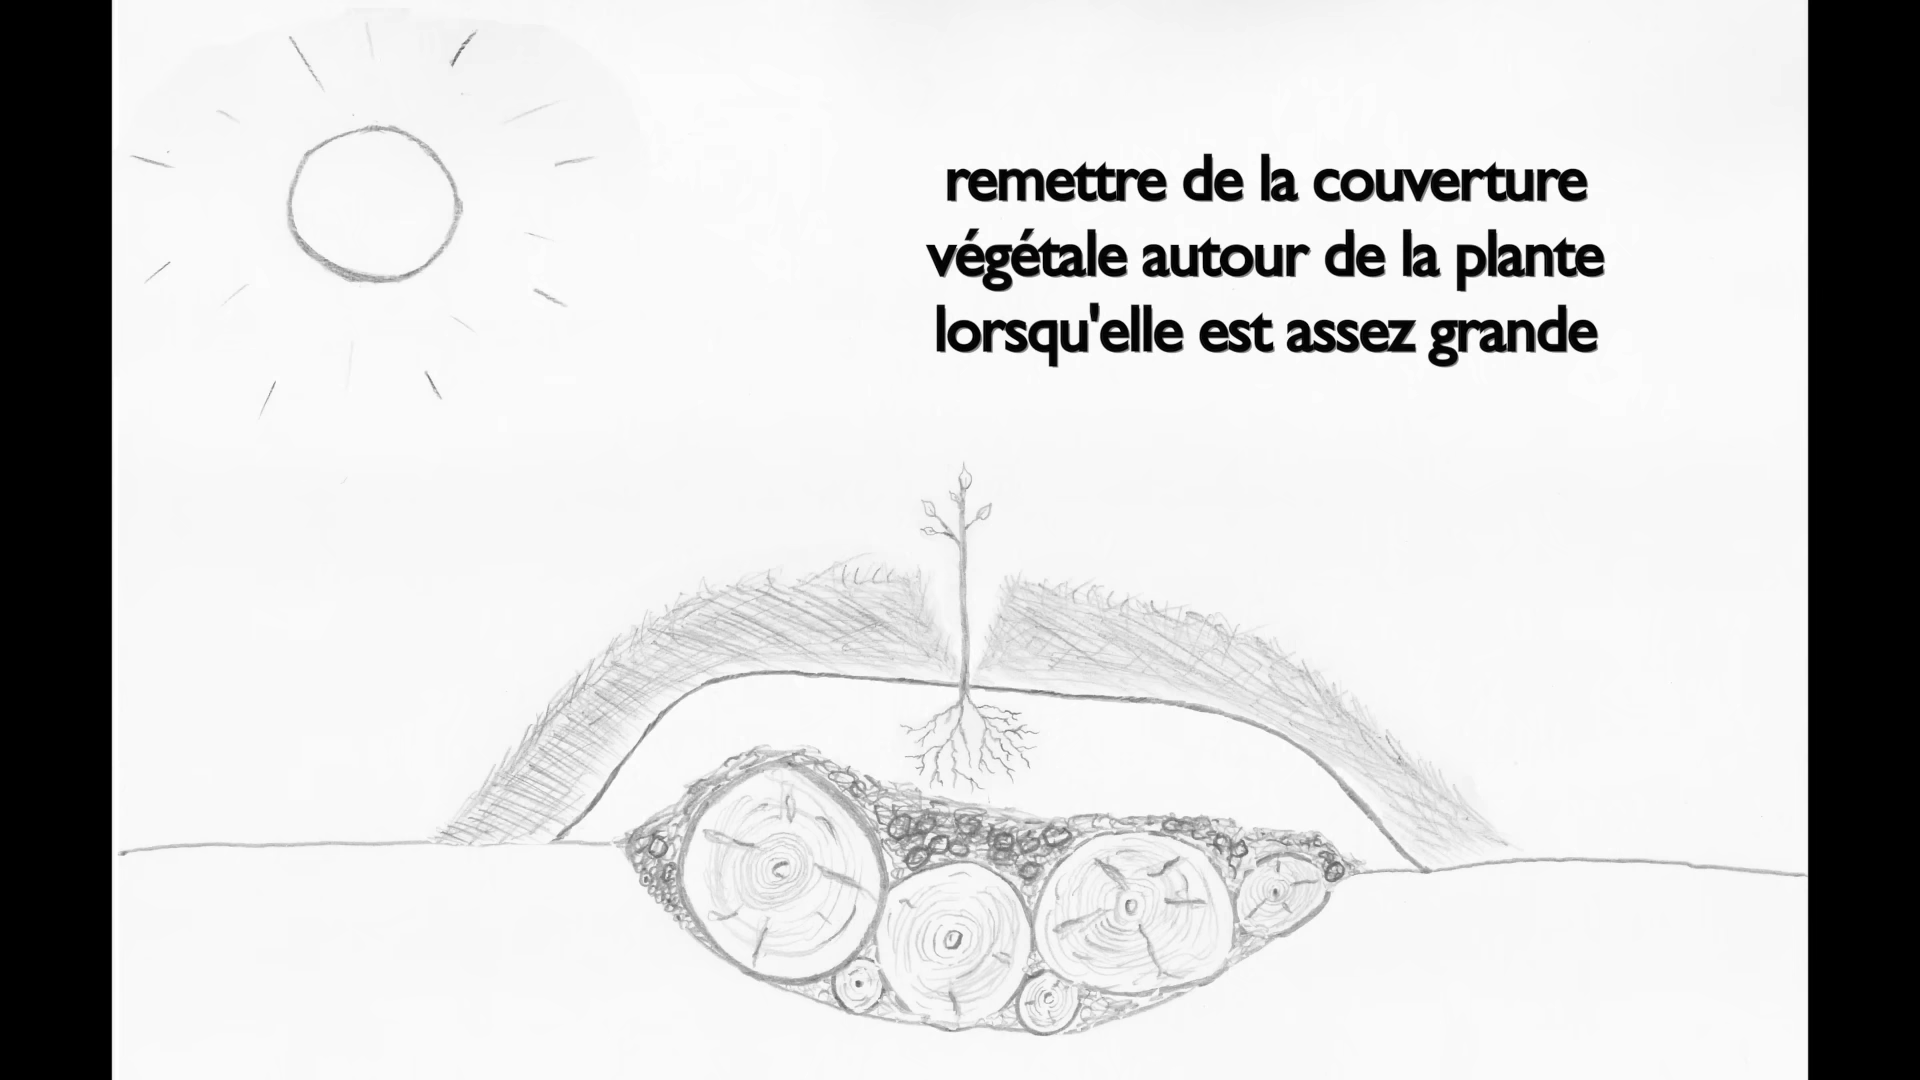 remettre de la couverture
végétale autour de la plante
lorsqu'elle est assez grande